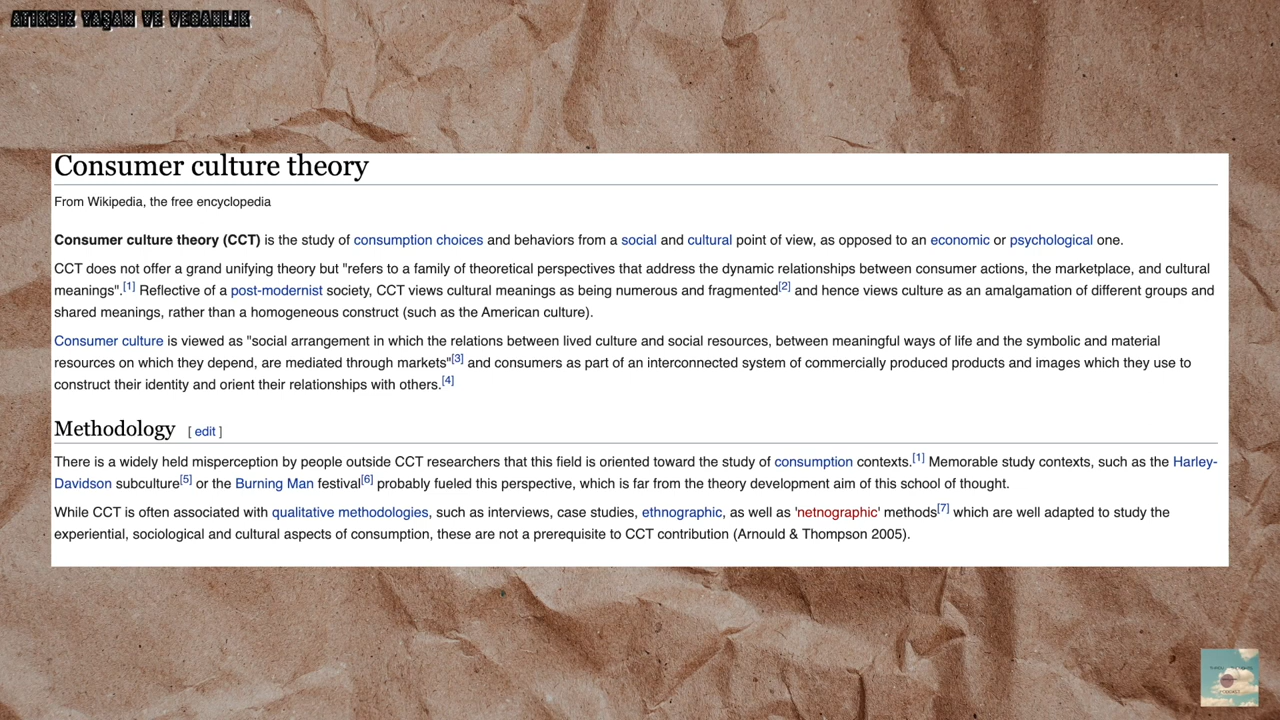 ATIKSIZ YAŞAM VE VEGANLIK
Consumer culture theory
From Wikipedia, the free encyclopedia
Consumer culture theory (CCT) is the study of consumption choices and behaviors from a social and cultural point of view, as opposed to an economic or psychological one.
CCT does not offer a grand unifying theory but "refers to a family of theoretical perspectives that address the dynamic relationships between consumer actions, the marketplace, and cultural
meanings".[1] Reflective of a post-modernist society, CCT views cultural meanings as being numerous and fragmented[2] and hence views culture as an amalgamation of different groups and
shared meanings, rather than a homogeneous construct (such as the American culture).
Consumer culture is viewed as "social arrangement in which the relations between lived culture and social resources, between meaningful ways of life and the symbolic and material
resources on which they depend, are mediated through markets"[3] and consumers as part of an interconnected system of commercially produced products and images which they use to
construct their identity and orient their relationships with others.[4]
Methodology [ edit ]
There is a widely held misperception by people outside CCT researchers that this field is oriented toward the study of consumption contexts.[1] Memorable study contexts, such as the Harley-
Davidson subculture[5] or the Burning Man festival[6] probably fueled this perspective, which is far from the theory development aim of this school of thought.
While CCT is often associated with qualitative methodologies, such as interviews, case studies, ethnographic, as well as 'netnographic' methods[7] which are well adapted to study the
experiential, sociological and cultural aspects of consumption, these are not a prerequisite to CCT contribution (Arnould & Thompson 2005).
PODCAST